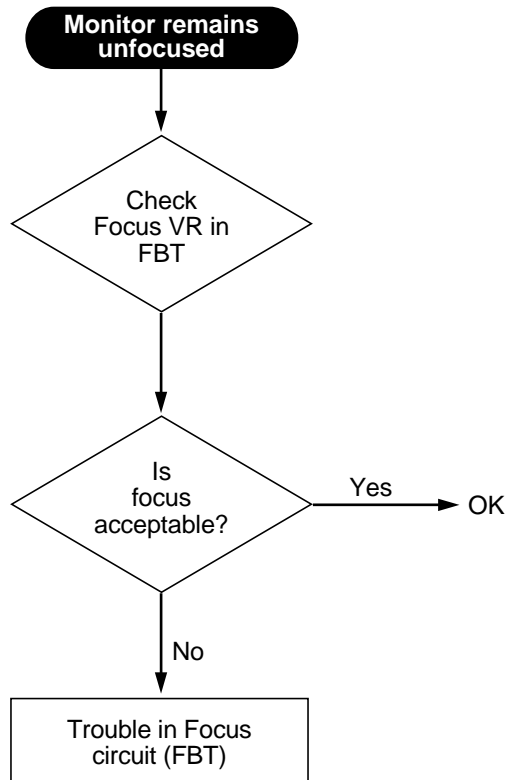 Monitor remains
unfocused
Check
Focus VR in
FBT
Is
focus
acceptable?
Yes
OK
No
Trouble in Focus
circuit (FBT)